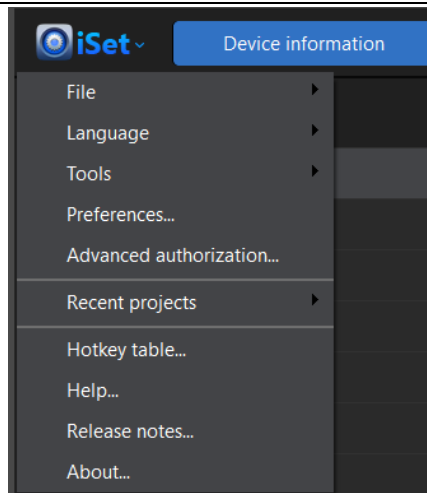 iSet
Device information
File
Language
Tools
Preferences...
Advanced authorization...
Recent projects
Hotkey table...
Help...
Release notes...
About...